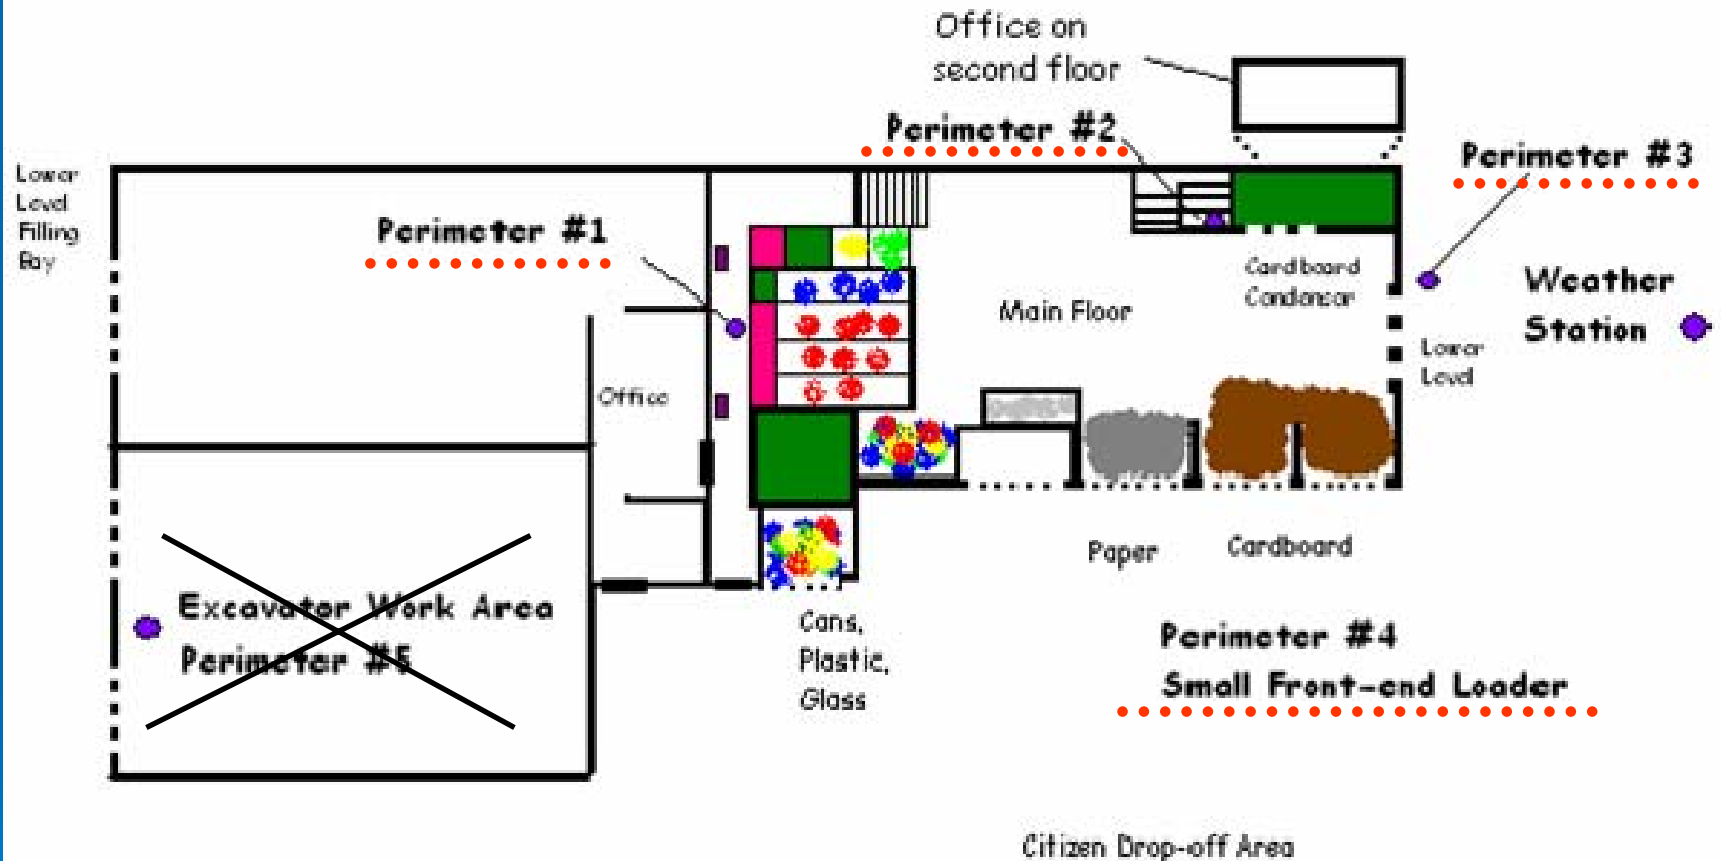 Office on
second floor
Perimeter #2
Perimeter #3
Lower
Level
Filling
Bay
Perimeter #1
Cardboard
Condensor
Weather
Station
Main Floor
Lower
Level
Office
Paper
Cardboard
Excavator Work Area
Perimeter #5
Cans,
Plastic,
Glass
Perimeter #4
Small Front-end Loader
Citizen Drop-off Area